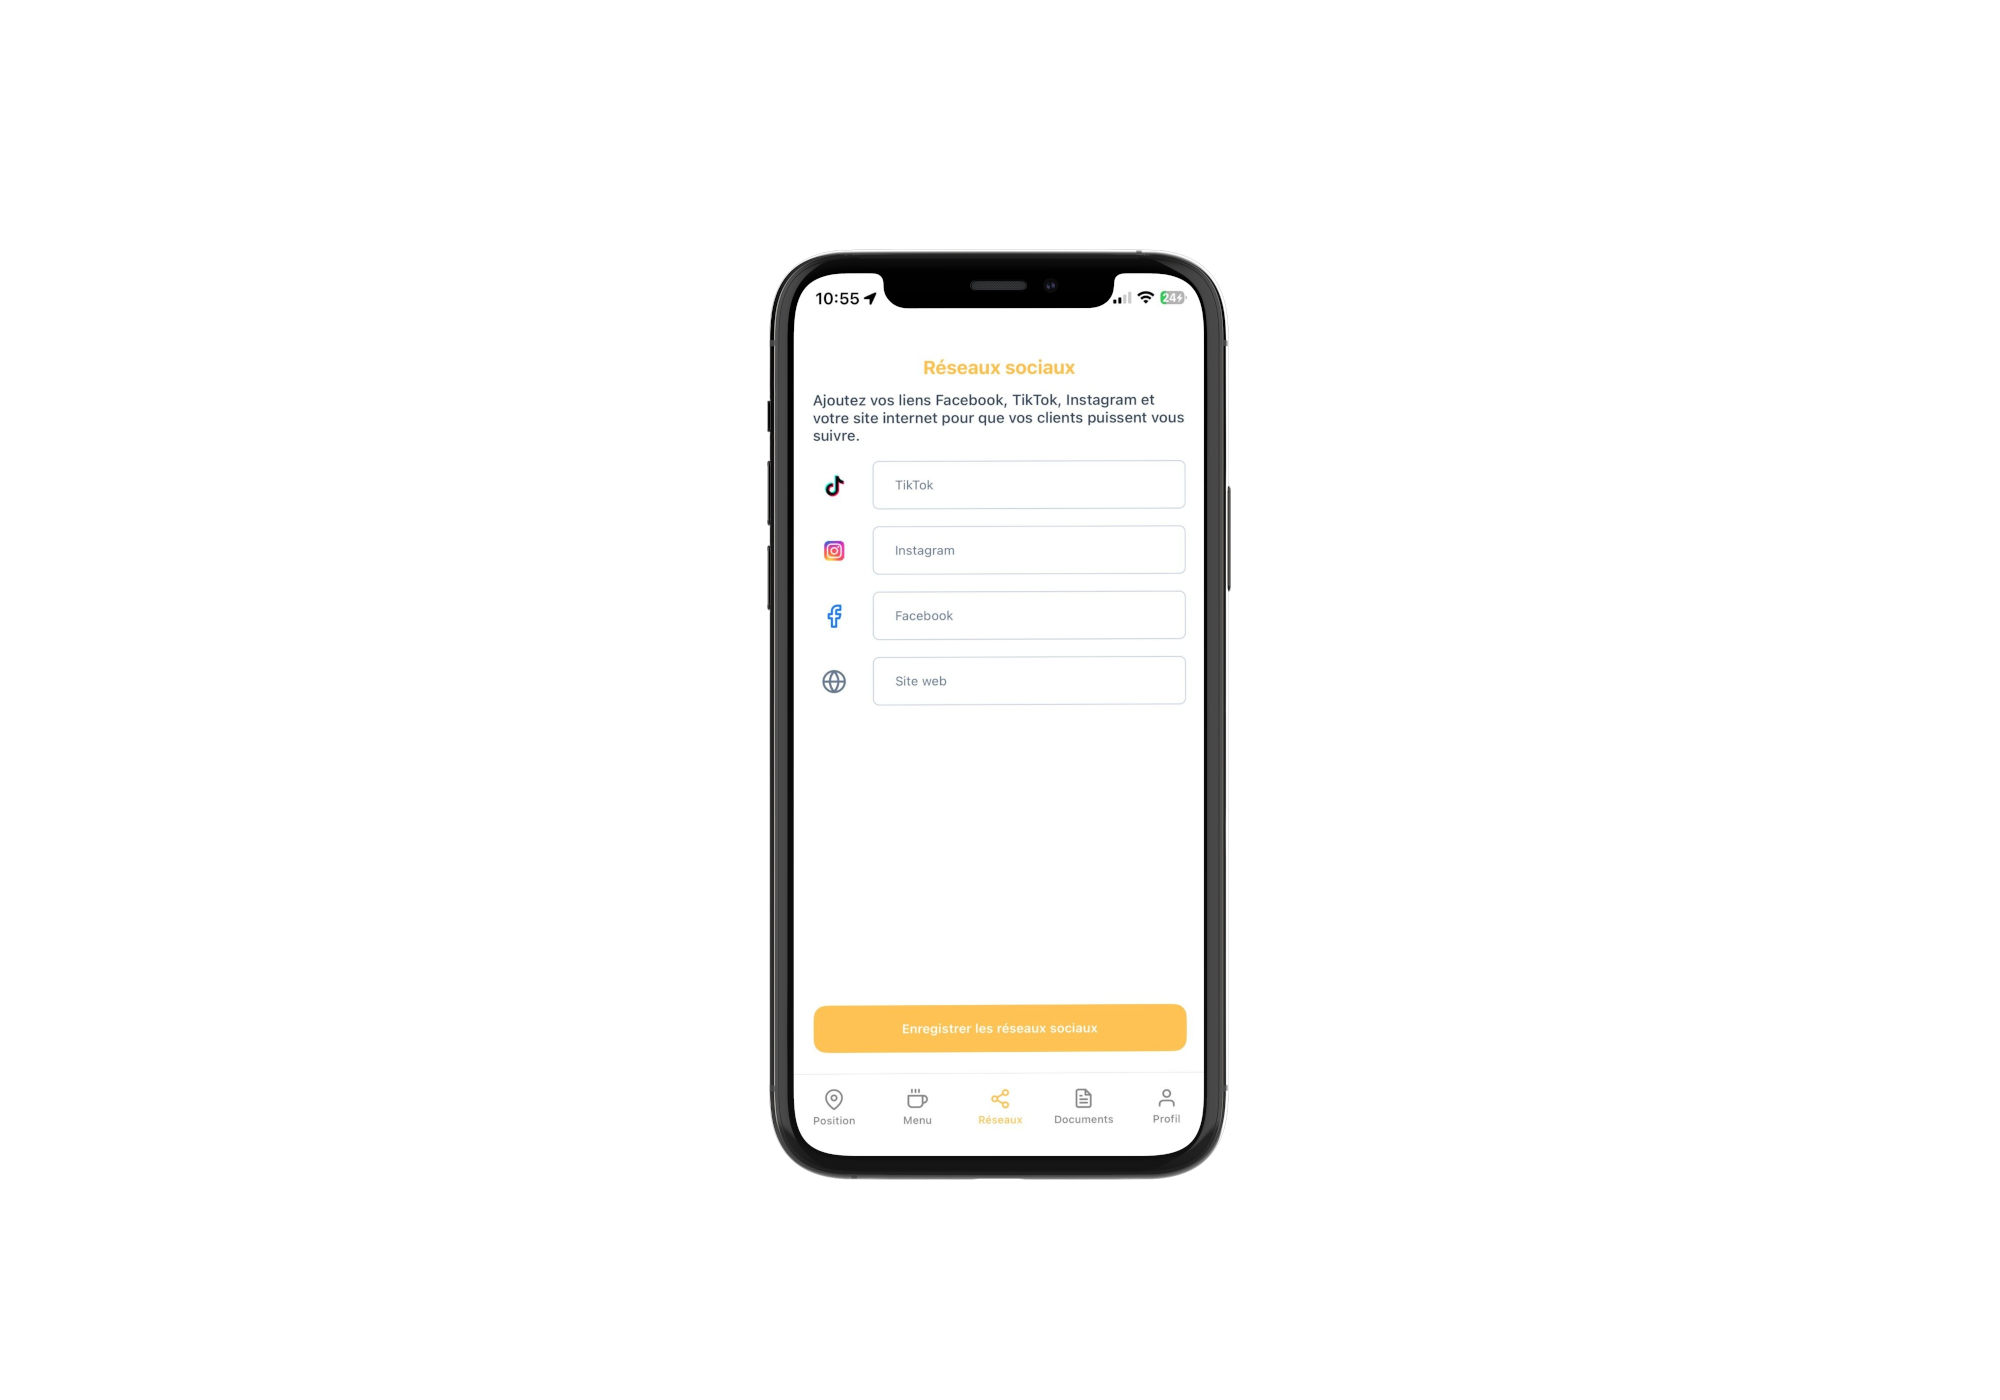 10:55
24
Réseaux sociaux
Ajoutez vos liens Facebook, TikTok, Instagram et
votre site internet pour que vos clients puissent vous
suivre.
TikTok
Instagram
Facebook
Site web
Enregistrer les réseaux sociaux
Position Menu Réseaux Documents Profil